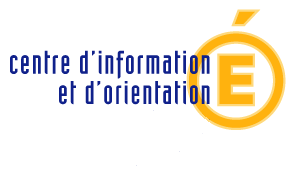 centre d'information
et d'orientation
É